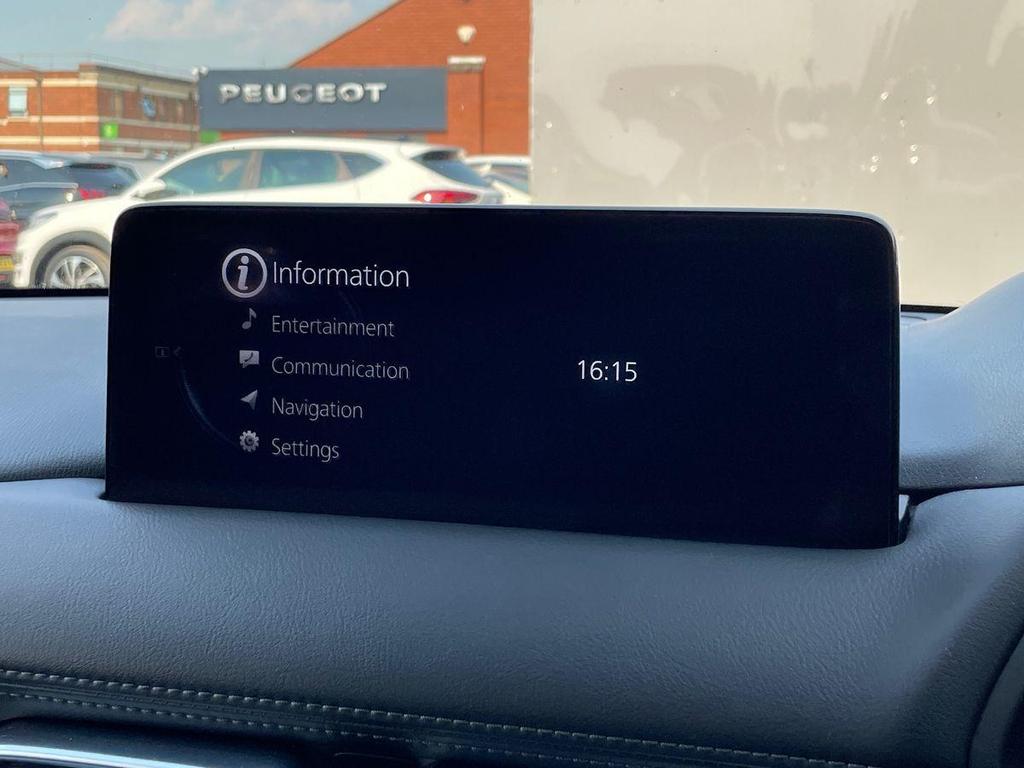 PEUGEOT
Information
Entertainment
Communication
16:15
Navigation
Settings